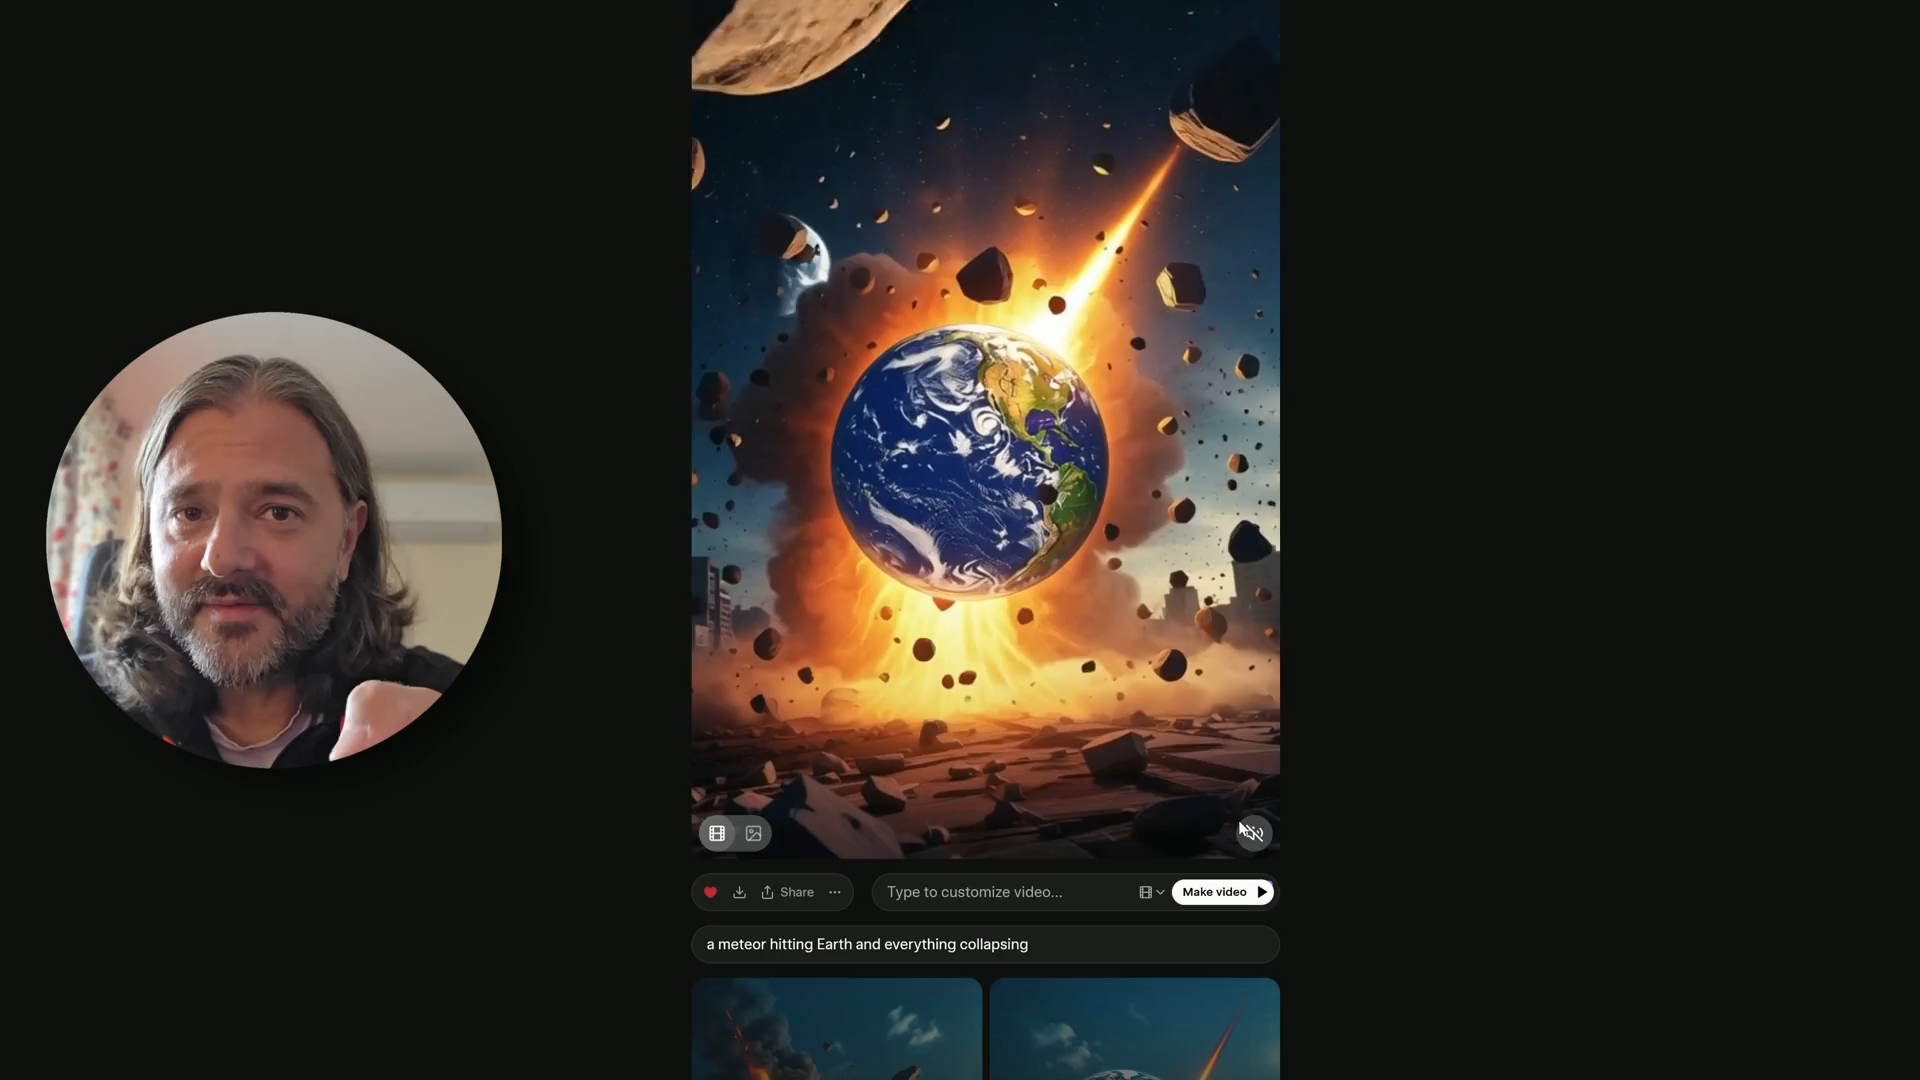 Share
Type to customize video...
Make video
a meteor hitting Earth and everything collapsing